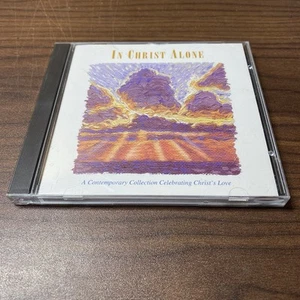 In Christ Alone
A Contemporary Collection Celebrating Christ's Love